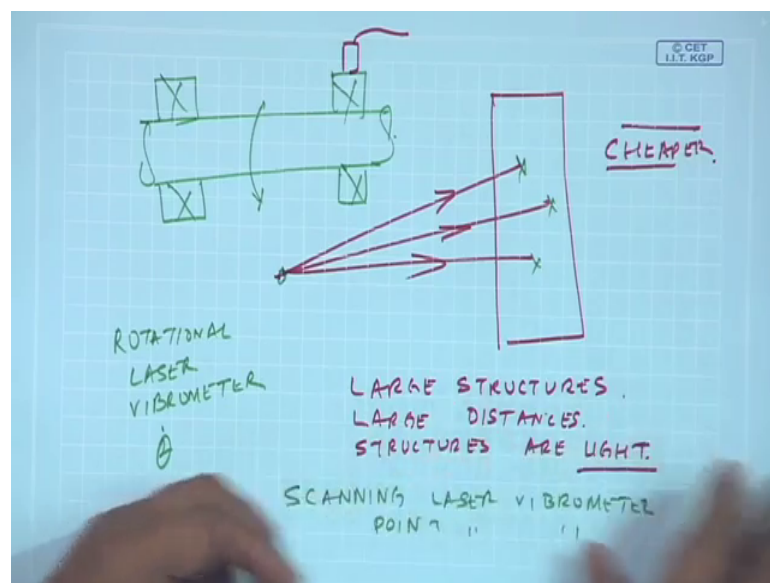 © CET
I.I.T. KGP
CHEAPER.
ROTATIONAL
LASER
VIBROMETER
LARGE STRUCTURES.
LARGE DISTANCES.
STRUCTURES ARE LIGHT.
SCANNING LASER VIBROMETER
POINT " "